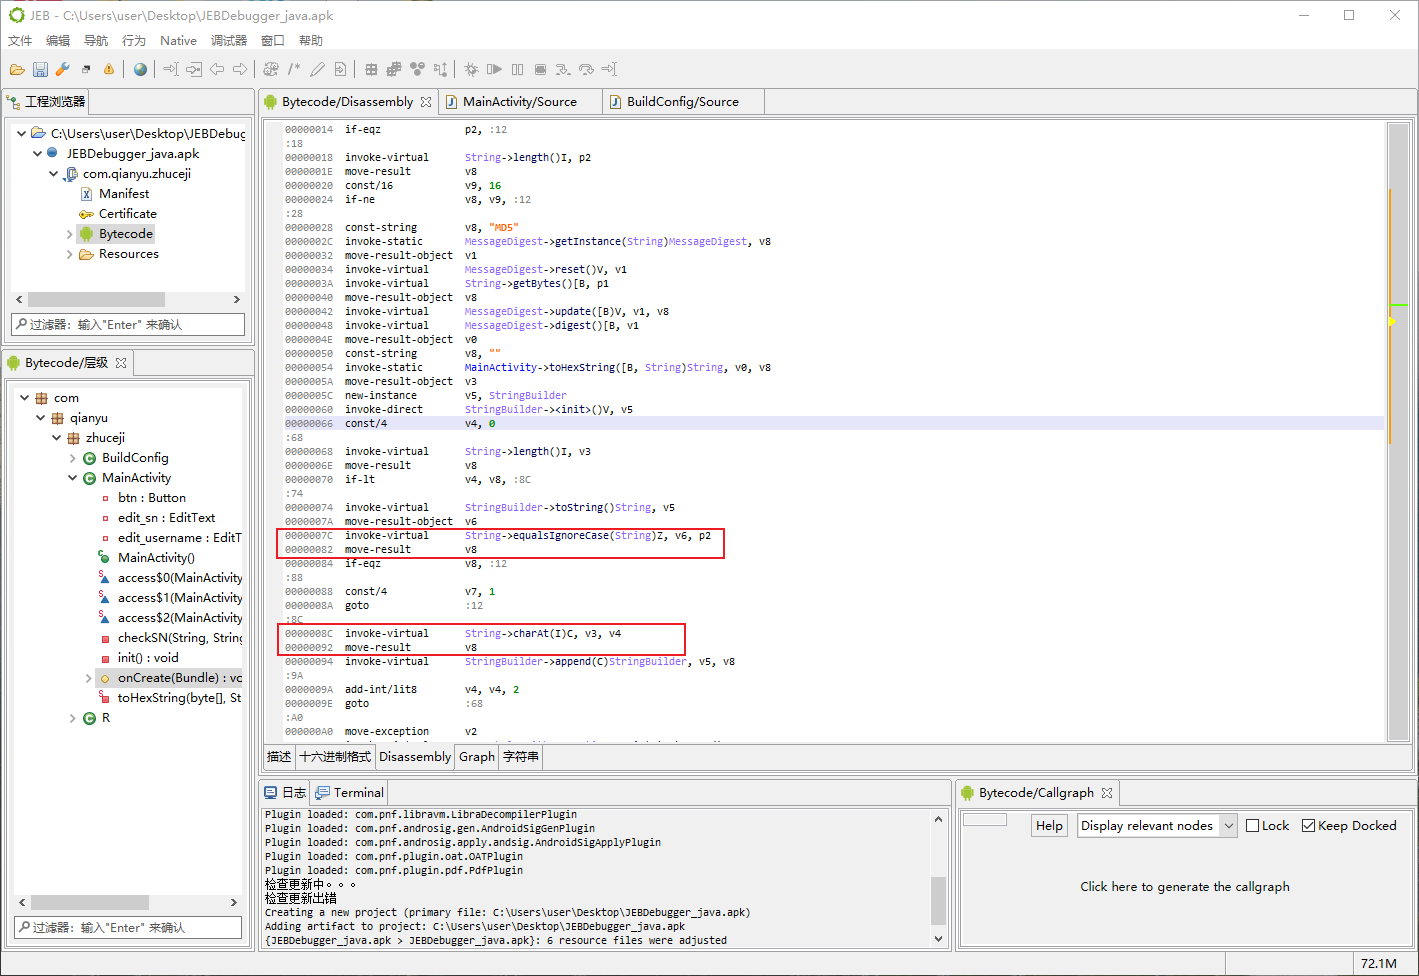 JEB - C:\Users\user\Desktop\JEBDebugger_java.apk
文件 编辑 导航 行为 Native 调试器 窗口 帮助
工程浏览器
C:\Users\user\Desktop\JEBDebug
JEBDebugger_java.apk
com.qianyu.zhuceji
Manifest
Certificate
Bytecode
Resources
过滤器: 输入"Enter" 来确认
Bytecode/层级
com
qianyu
zhuceji
BuildConfig
MainActivity
btn : Button
edit_sn : EditText
edit_username : EditT
MainActivity()
access$0(MainActivity
access$1(MainActivity
access$2(MainActivity
checkSN(String, String
init() : void
onCreate(Bundle) : vo
toHexString(byte[], St
R
过滤器: 输入"Enter" 来确认
Bytecode/Disassembly MainActivity/Source BuildConfig/Source
00000014 if-eqz p2, :12
:18
00000018 invoke-virtual String->length()I, p2
0000001E move-result v8
00000020 const/16 v9, 16
00000024 if-ne v8, v9, :12
:28
00000028 const-string v8, "MD5"
0000002C invoke-static MessageDigest->getInstance(String)MessageDigest, v8
00000032 move-result-object v1
00000034 invoke-virtual MessageDigest->reset()V, v1
0000003A invoke-virtual String->getBytes()[B, p1
00000040 move-result-object v8
00000042 invoke-virtual MessageDigest->update([B)V, v1, v8
00000048 invoke-virtual MessageDigest->digest()[B, v1
0000004E move-result-object v0
00000050 const-string v8, ""
00000054 invoke-static MainActivity->toHexString([B, String)String, v0, v8
0000005A move-result-object v3
0000005C new-instance v5, StringBuilder
00000060 invoke-direct StringBuilder-><init>()V, v5
00000066 const/4 v4, 0
:68
00000068 invoke-virtual String->length()I, v3
0000006E move-result v8
00000070 if-lt v4, v8, :8C
:74
00000074 invoke-virtual StringBuilder->toString()String, v5
0000007A move-result-object v6
0000007C invoke-virtual String->equalsIgnoreCase(String)Z, v6, p2
00000082 move-result v8
00000084 if-eqz v8, :12
:88
00000088 const/4 v7, 1
0000008A goto :12
:8C
0000008C invoke-virtual String->charAt(I)C, v3, v4
00000092 move-result v8
00000094 invoke-virtual StringBuilder->append(C)StringBuilder, v5, v8
:9A
0000009A add-int/lit8 v4, v4, 2
0000009E goto :68
:A0
000000A0 move-exception v2
描述 十六进制格式 Disassembly Graph 字符串
日志 Terminal
Plugin loaded: com.pnf.libravm.LibraDecompilerPlugin
Plugin loaded: com.pnf.androsig.gen.AndroidSigGenPlugin
Plugin loaded: com.pnf.androsig.apply.andsig.AndroidSigApplyPlugin
Plugin loaded: com.pnf.plugin.oat.OATPlugin
Plugin loaded: com.pnf.plugin.pdf.PdfPlugin
检查更新中。。。
检查更新出错
Creating a new project (primary file: C:\Users\user\Desktop\JEBDebugger_java.apk)
Adding artifact to project: C:\Users\user\Desktop\JEBDebugger_java.apk
{JEBDebugger_java.apk > JEBDebugger_java.apk}: 6 resource files were adjusted
Bytecode/Callgraph
Help Display relevant nodes Lock Keep Docked
Click here to generate the callgraph
72.1M